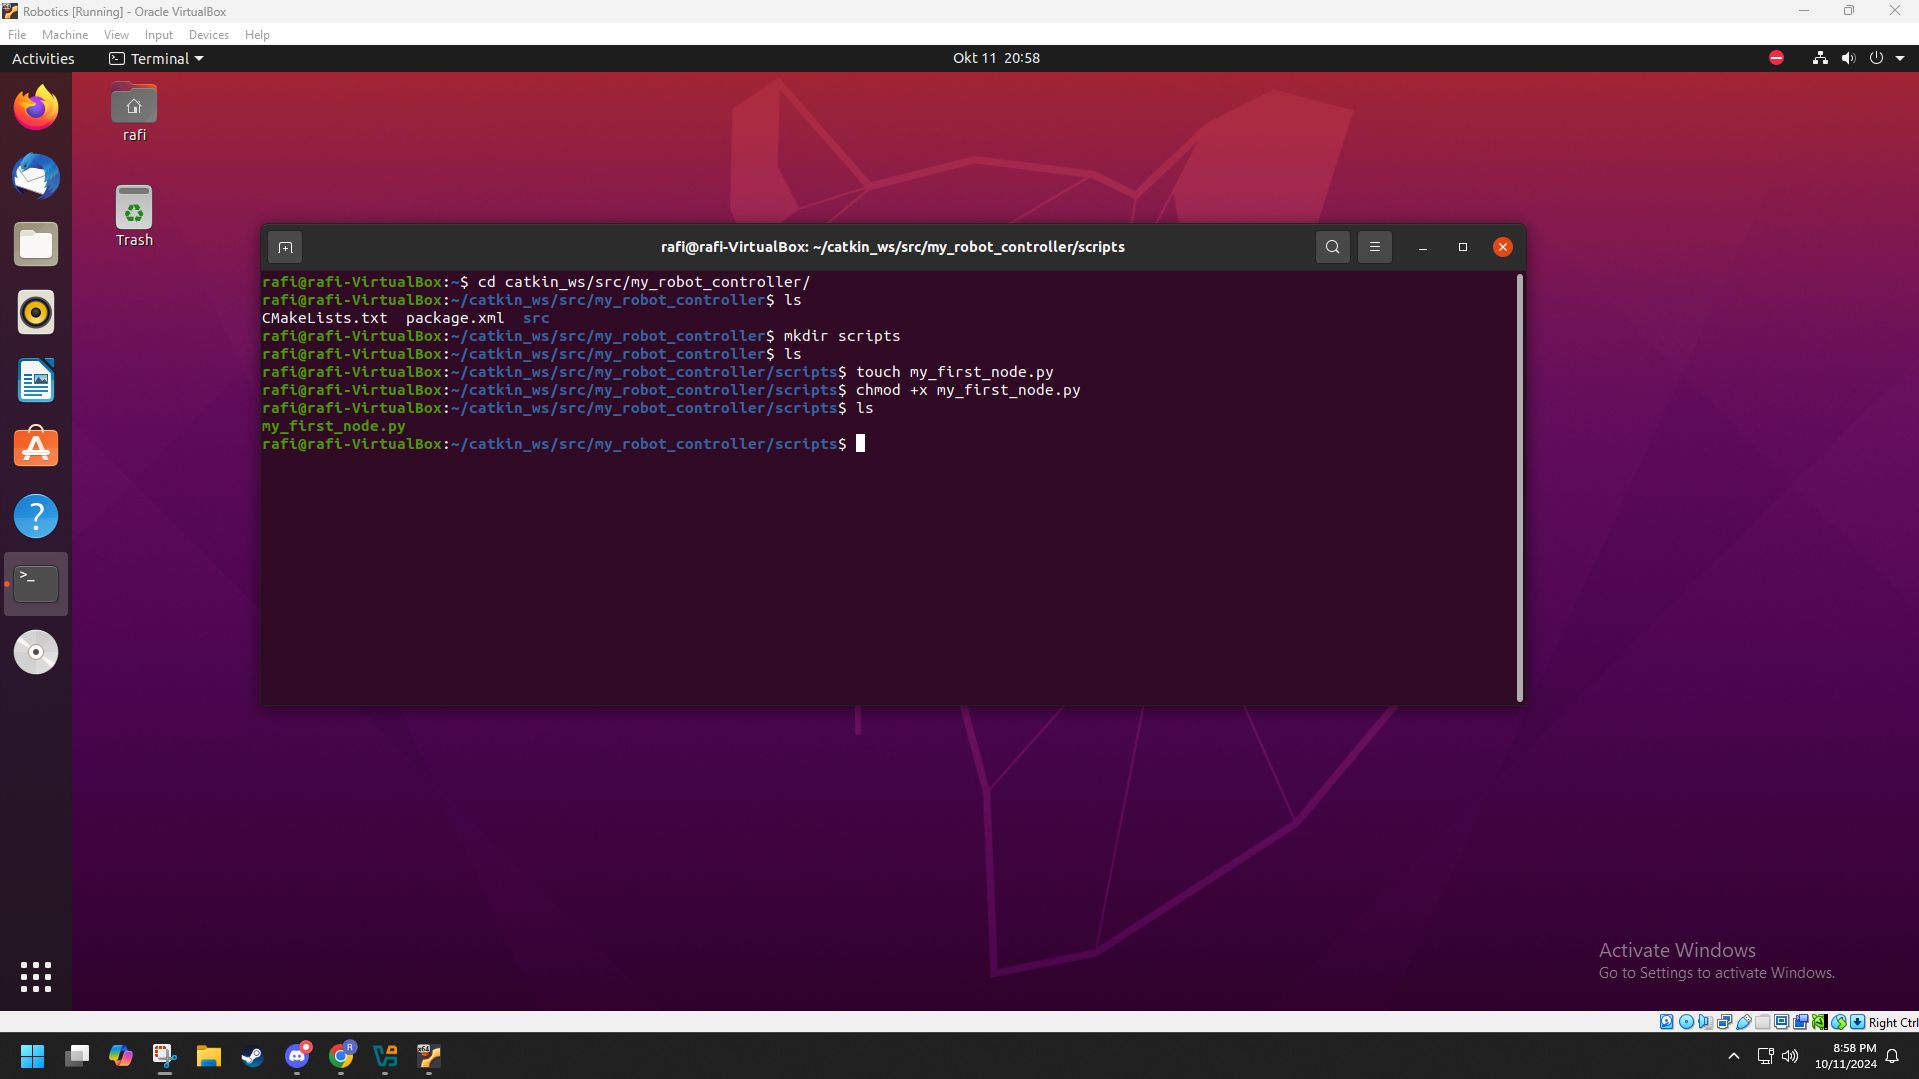 Robotics [Running] - Oracle VirtualBox
File Machine View Input Devices Help
Activities Terminal Okt 11 20:58
rafi
Trash
rafi@rafi-VirtualBox: ~/catkin_ws/src/my_robot_controller/scripts
rafi@rafi-VirtualBox:~$ cd catkin_ws/src/my_robot_controller/
rafi@rafi-VirtualBox:~/catkin_ws/src/my_robot_controller$ ls
CMakeLists.txt package.xml src
rafi@rafi-VirtualBox:~/catkin_ws/src/my_robot_controller$ mkdir scripts
rafi@rafi-VirtualBox:~/catkin_ws/src/my_robot_controller$ ls
rafi@rafi-VirtualBox:~/catkin_ws/src/my_robot_controller/scripts$ touch my_first_node.py
rafi@rafi-VirtualBox:~/catkin_ws/src/my_robot_controller/scripts$ chmod +x my_first_node.py
rafi@rafi-VirtualBox:~/catkin_ws/src/my_robot_controller/scripts$ ls
my_first_node.py
rafi@rafi-VirtualBox:~/catkin_ws/src/my_robot_controller/scripts$
Activate Windows
Go to Settings to activate Windows.
Right Ctrl
8:58 PM
10/11/2024